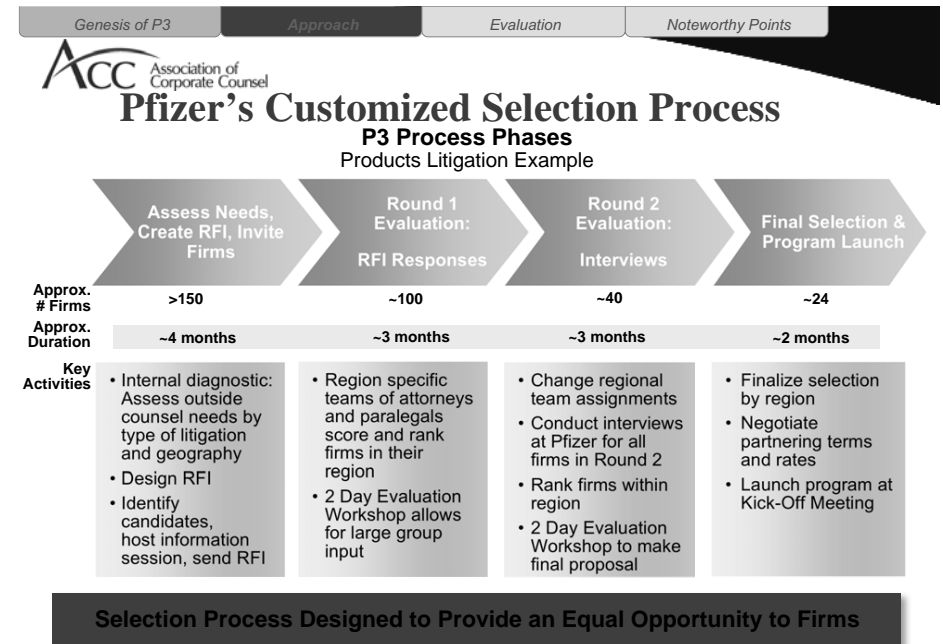 Genesis of P3
Approach
Evaluation
Noteworthy Points
ACC Association of
Corporate Counsel
Pfizer's Customized Selection Process
P3 Process Phases
Products Litigation Example
Assess Needs,
Create RFI, Invite
Firms
Round 1
Evaluation:
RFI Responses
Round 2
Evaluation:
Interviews
Final Selection &
Program Launch
Approx.
# Firms
>150
~100
~40
~24
Approx.
Duration
~4 months
~3 months
~3 months
~2 months
Key
Activities
• Internal diagnostic:
Assess outside
counsel needs by
type of litigation
and geography
• Design RFI
• Identify
candidates,
host information
session, send RFI
• Region specific
teams of attorneys
and paralegals
score and rank
firms in their
region
• 2 Day Evaluation
Workshop allows
for large group
input
• Change regional
team assignments
• Conduct interviews
at Pfizer for all
firms in Round 2
• Rank firms within
region
• 2 Day Evaluation
Workshop to make
final proposal
• Finalize selection
by region
• Negotiate
partnering terms
and rates
• Launch program at
Kick-Off Meeting
Selection Process Designed to Provide an Equal Opportunity to Firms